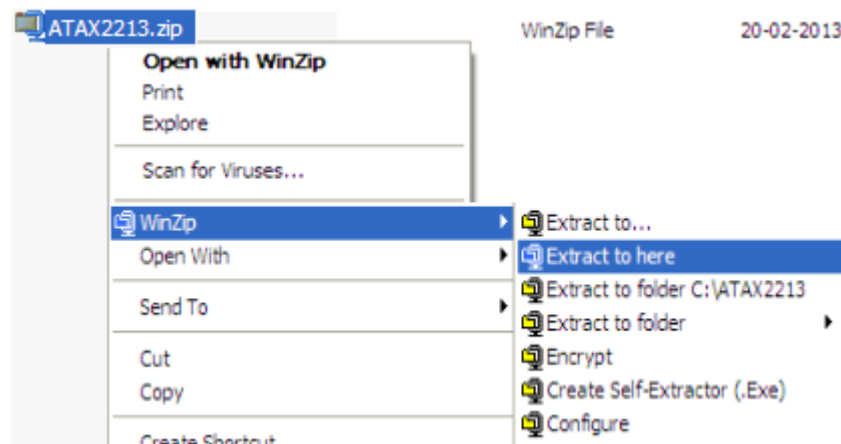 ATAX2213.zip WinZip File 20-02-2013
Open with WinZip
Print
Explore
Scan for Viruses...
WinZip
Open With
Send To
Cut
Copy
Create Shortcut
Extract to...
Extract to here
Extract to folder C:\ATAX2213
Extract to folder
Encrypt
Create Self-Extractor (.Exe)
Configure